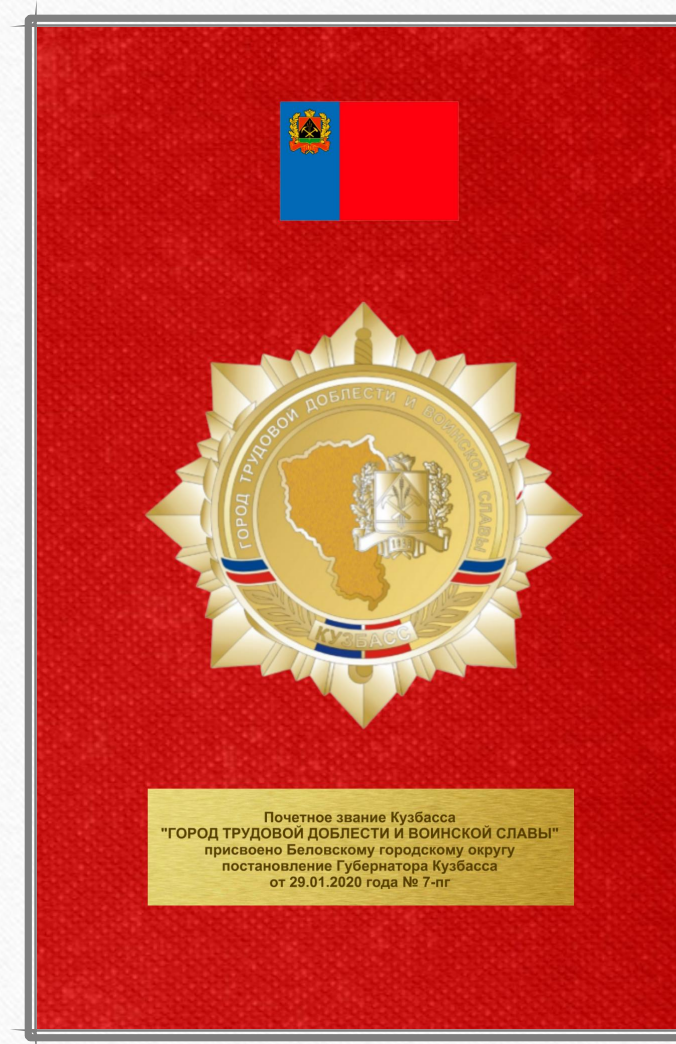 ГОРОД ТРУДОВОЙ ДОБЛЕСТИ И ВОИНСКОЙ СЛАВЫ
КУЗБАСС
Почетное звание Кузбасса
"ГОРОД ТРУДОВОЙ ДОБЛЕСТИ И ВОИНСКОЙ СЛАВЫ"
присвоено Беловскому городскому округу
постановление Губернатора Кузбасса
от 29.01.2020 года № 7-пг